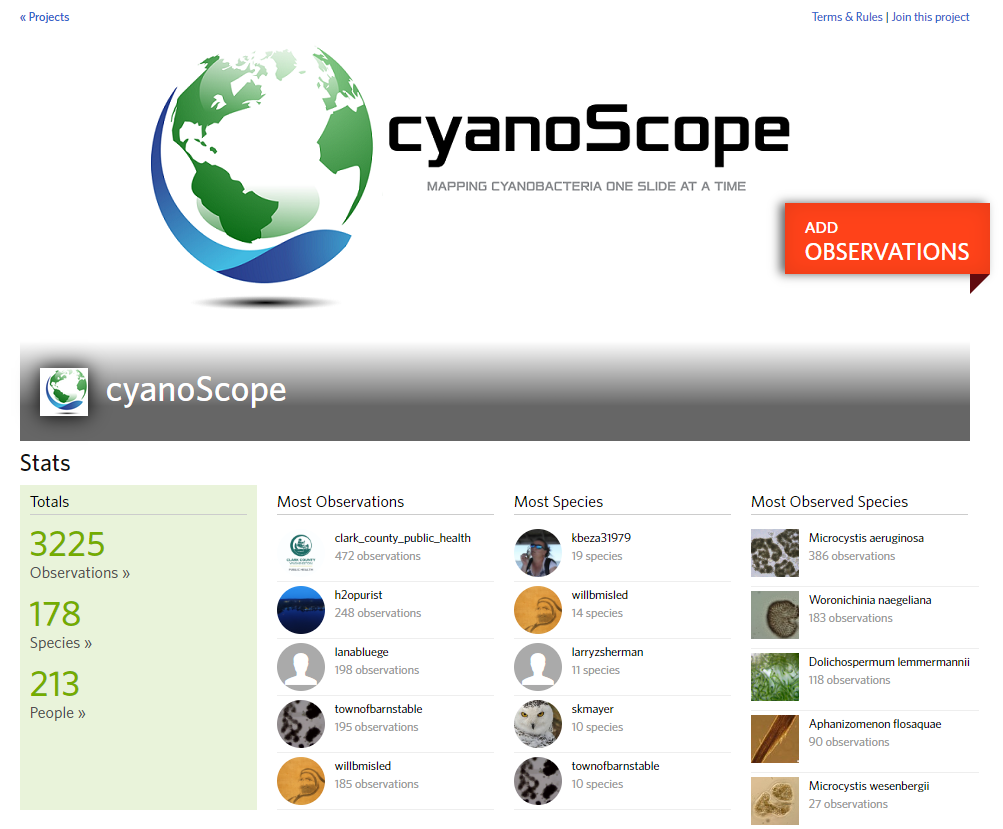 « Projects
Terms & Rules | Join this project
cyanoScope
MAPPING CYANOBACTERIA ONE SLIDE AT A TIME
ADD
OBSERVATIONS
cyanoScope
Stats
Totals
3225
Observations »
178
Species »
213
People »
Most Observations
CLARK COUNTY
PUBLIC HEALTH
clark_county_public_health
472 observations
h2opurist
248 observations
lanabluege
198 observations
townofbarnstable
195 observations
willbmisled
185 observations
Most Species
kbeza31979
19 species
willbmisled
14 species
larryzsherman
11 species
skmayer
10 species
townofbarnstable
10 species
Most Observed Species
Microcystis aeruginosa
386 observations
Woronichinia naegeliana
183 observations
Dolichospermum lemmermannii
118 observations
Aphanizomenon flosaquae
90 observations
Microcystis wesenbergii
27 observations